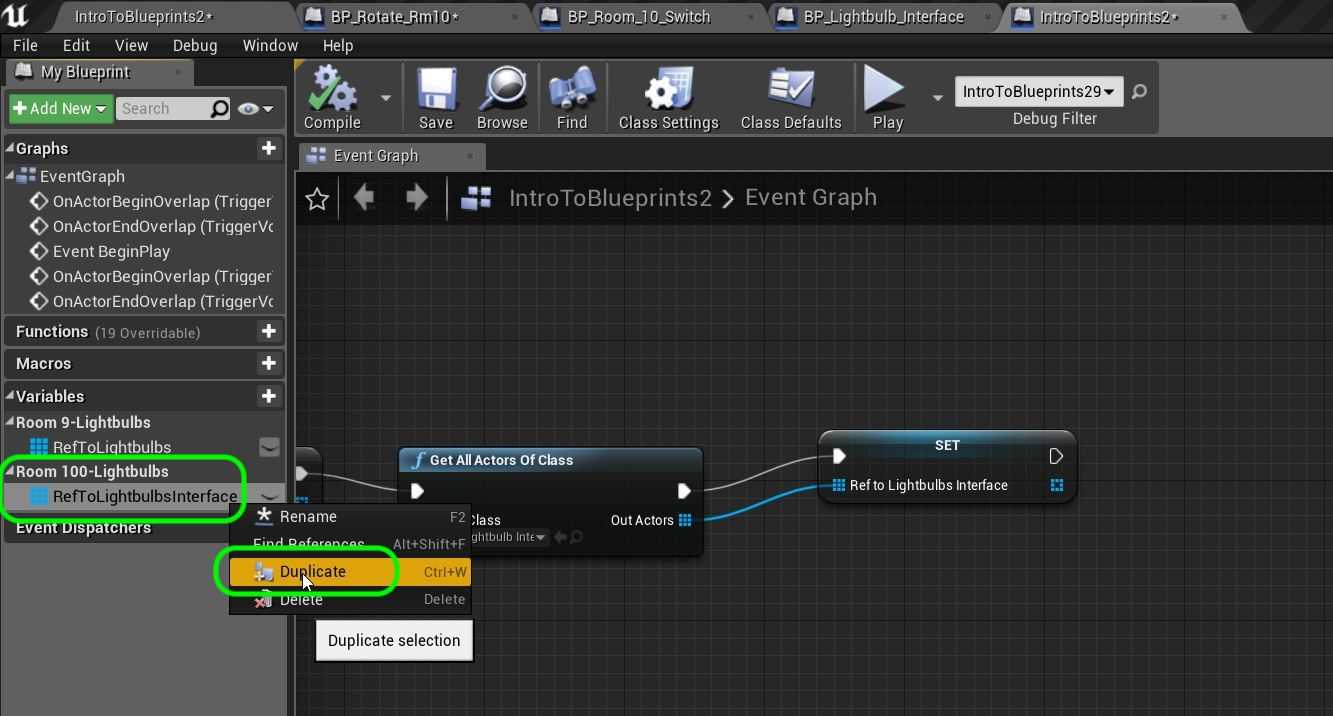 IntroToBlueprints2*
BP_Rotate_Rm10*
BP_Room_10_Switch
BP_Lightbulb_Interface
IntroToBlueprints2*
File Edit View Debug Window Help
My Blueprint
Add New
Search
Compile
Save
Browse
Find
Class Settings
Class Defaults
Play
IntroToBlueprints29
Debug Filter
Graphs
EventGraph
OnActorBeginOverlap (Trigger
OnActorEndOverlap (TriggerVo
Event BeginPlay
OnActorBeginOverlap (Trigger
OnActorEndOverlap (TriggerVo
Functions (19 Overridable)
Macros
Variables
Room 9-Lightbulbs
RefToLightbulbs
Room 100-Lightbulbs
RefToLightbulbsInterface
Event Dispatchers
Rename F2
Find References Alt+Shift+F
Duplicate Ctrl+W
Delete Delete
Duplicate selection
Event Graph
IntroToBlueprints2 > Event Graph
f Get All Actors Of Class
Class
ghtbulb Inte
Out Actors
SET
Ref to Lightbulbs Interface